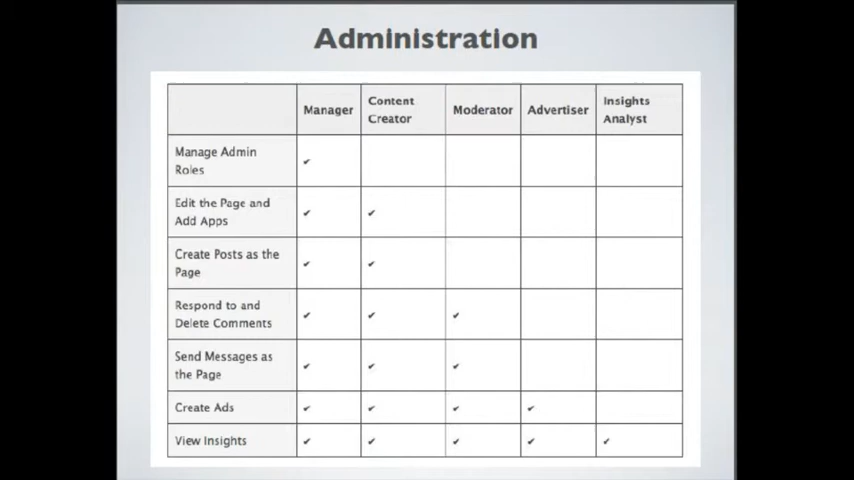 Administration
Manager Content Creator Moderator Advertiser Insights Analyst
Manage Admin Roles ✔
Edit the Page and Add Apps ✔ ✔
Create Posts as the Page ✔ ✔
Respond to and Delete Comments ✔ ✔ ✔
Send Messages as the Page ✔ ✔ ✔
Create Ads ✔ ✔ ✔ ✔
View Insights ✔ ✔ ✔ ✔ ✔